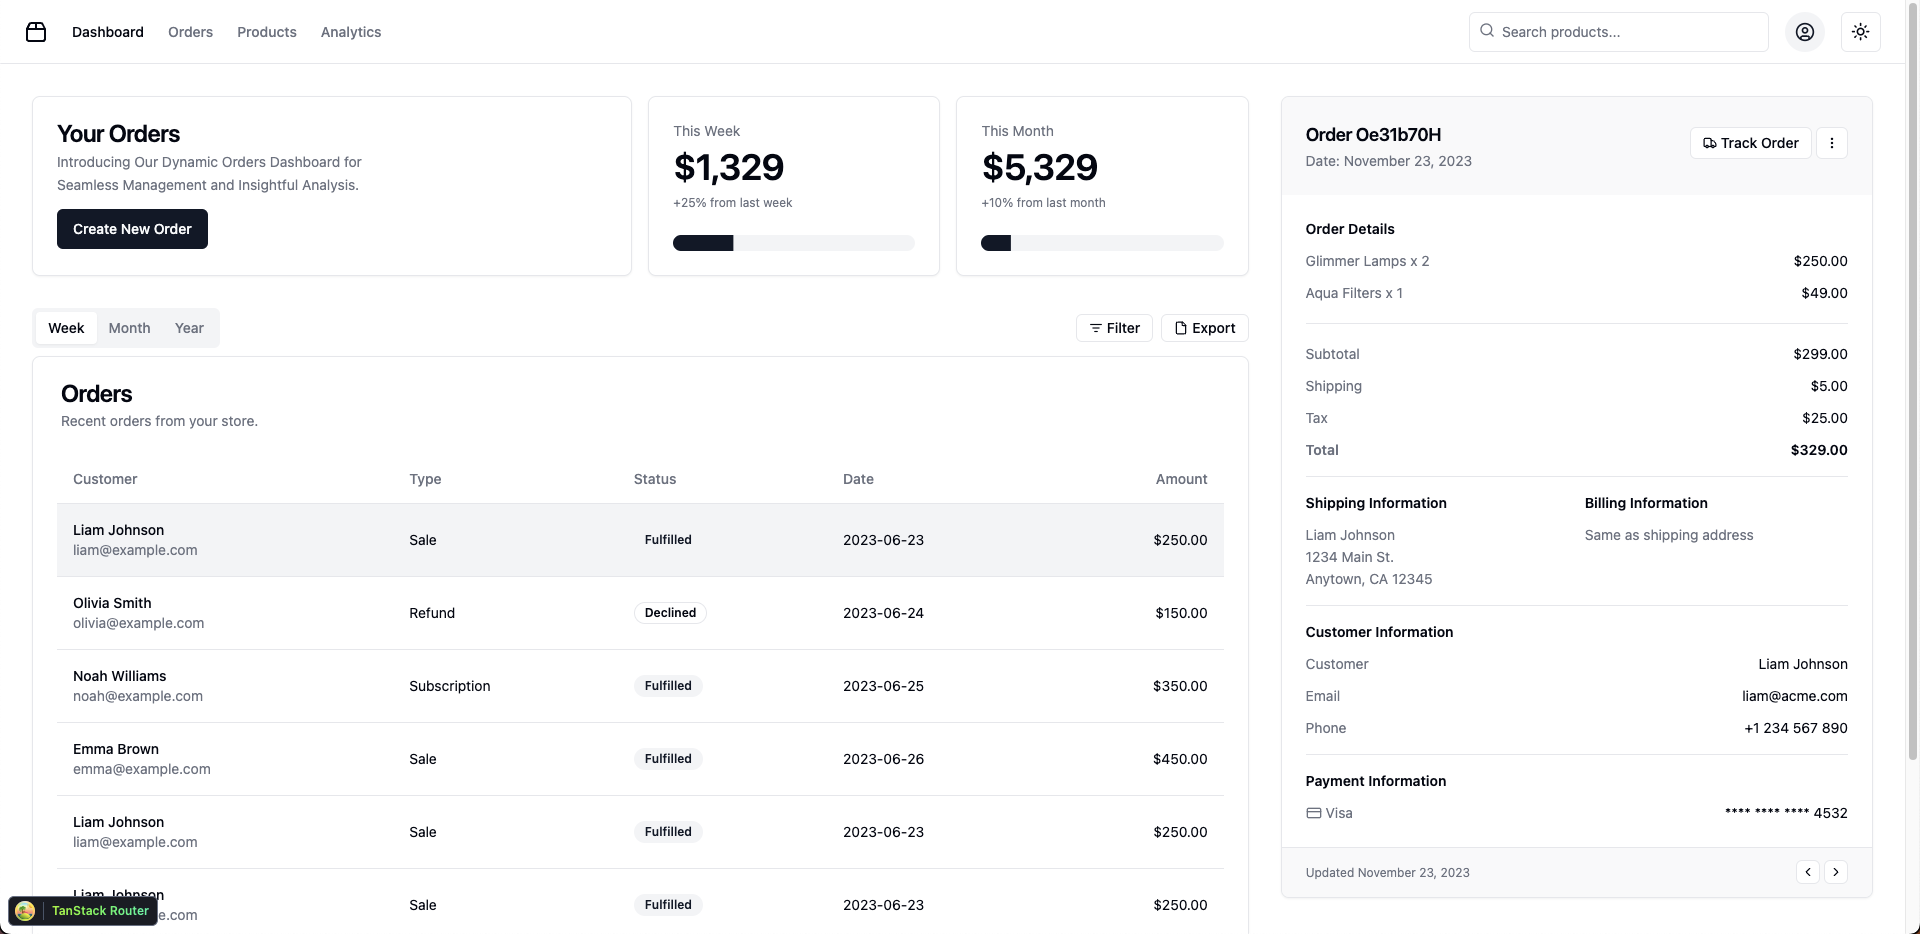 Dashboard Orders Products Analytics Search products...
Your Orders
Introducing Our Dynamic Orders Dashboard for
Seamless Management and Insightful Analysis.
Create New Order
This Week
$1,329
+25% from last week
This Month
$5,329
+10% from last month
Week Month Year
Filter Export
Orders
Recent orders from your store.
Customer Type Status Date Amount
Liam Johnson
liam@example.com
Sale Fulfilled 2023-06-23 $250.00
Olivia Smith
olivia@example.com
Refund Declined 2023-06-24 $150.00
Noah Williams
noah@example.com
Subscription Fulfilled 2023-06-25 $350.00
Emma Brown
emma@example.com
Sale Fulfilled 2023-06-26 $450.00
Liam Johnson
liam@example.com
Sale Fulfilled 2023-06-23 $250.00
Liam Johnson
e.com
Sale Fulfilled 2023-06-23 $250.00
TanStack Router
Order Oe31b70H
Date: November 23, 2023
Track Order
Order Details
Glimmer Lamps x 2 $250.00
Aqua Filters x 1 $49.00
Subtotal $299.00
Shipping $5.00
Tax $25.00
Total $329.00
Shipping Information
Liam Johnson
1234 Main St.
Anytown, CA 12345
Billing Information
Same as shipping address
Customer Information
Customer Liam Johnson
Email liam@acme.com
Phone +1 234 567 890
Payment Information
Visa **** **** **** 4532
Updated November 23, 2023